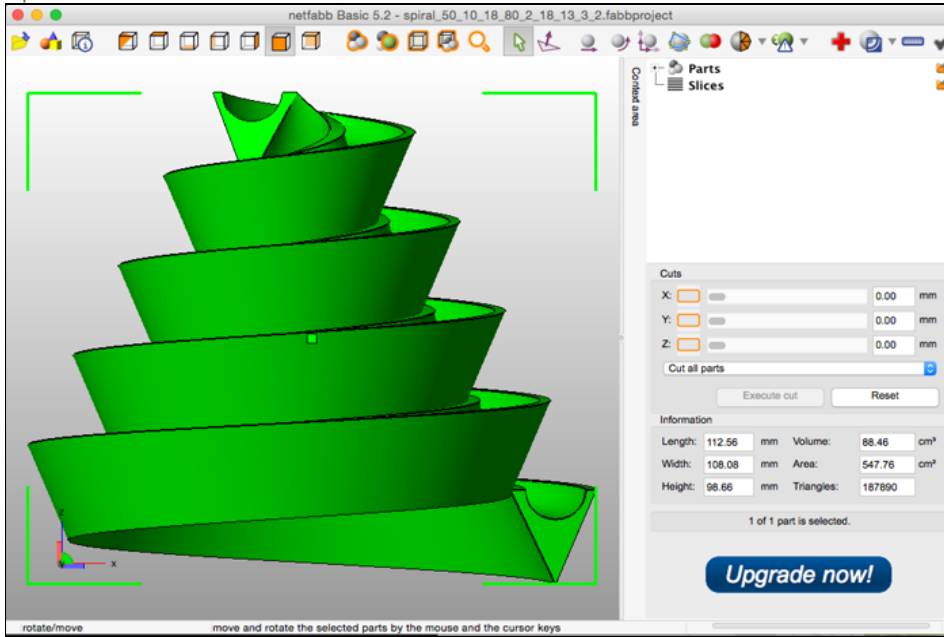 netfabb Basic 5.2 - spiral_50_10_18_80_2_18_13_3_2.fabbproject
Context area
Parts
Slices
Cuts
X: 0.00 mm
Y: 0.00 mm
Z: 0.00 mm
Cut all parts
Execute cut Reset
Information
Length: 112.56 mm Volume: 88.46 cm³
Width: 108.08 mm Area: 547.76 cm²
Height: 98.66 mm Triangles: 187890
1 of 1 part is selected.
Upgrade now!
z
x
rotate/move move and rotate the selected parts by the mouse and the cursor keys